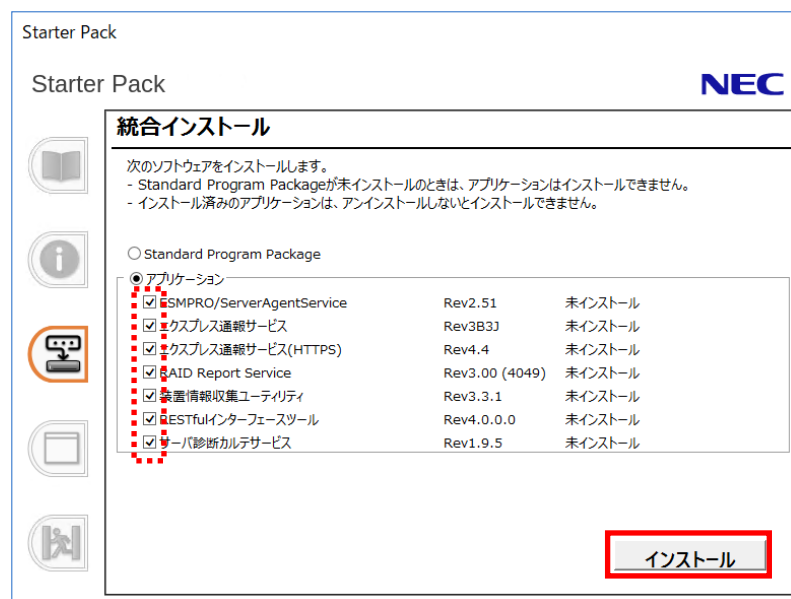 Starter Pack
Starter Pack
NEC
統合インストール
次のソフトウェアをインストールします。
- Standard Program Packageが未インストールのときは、アプリケーションはインストールできません。
- インストール済みのアプリケーションは、アンインストールしないとインストールできません。
Standard Program Package
アプリケーション
ESMPRO/ServerAgentService Rev2.51 未インストール
エクスプレス通報サービス Rev3B3J 未インストール
エクスプレス通報サービス(HTTPS) Rev4.4 未インストール
RAID Report Service Rev3.00 (4049) 未インストール
装置情報収集ユーティリティ Rev3.3.1 未インストール
RESTfulインターフェースツール Rev4.0.0.0 未インストール
サーバ診断カルテサービス Rev1.9.5 未インストール
インストール